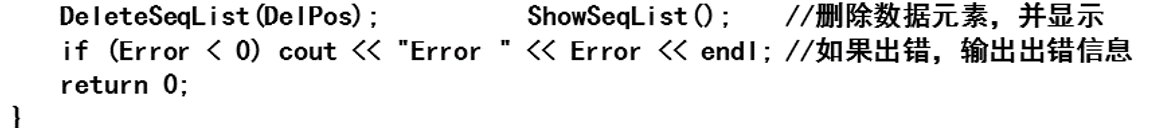 DeleteSeqList(DelPos);          ShowSeqList();    //删除数据元素，并显示
if (Error < 0) cout << "Error " << Error << endl; //如果出错，输出出错信息
return 0;
}